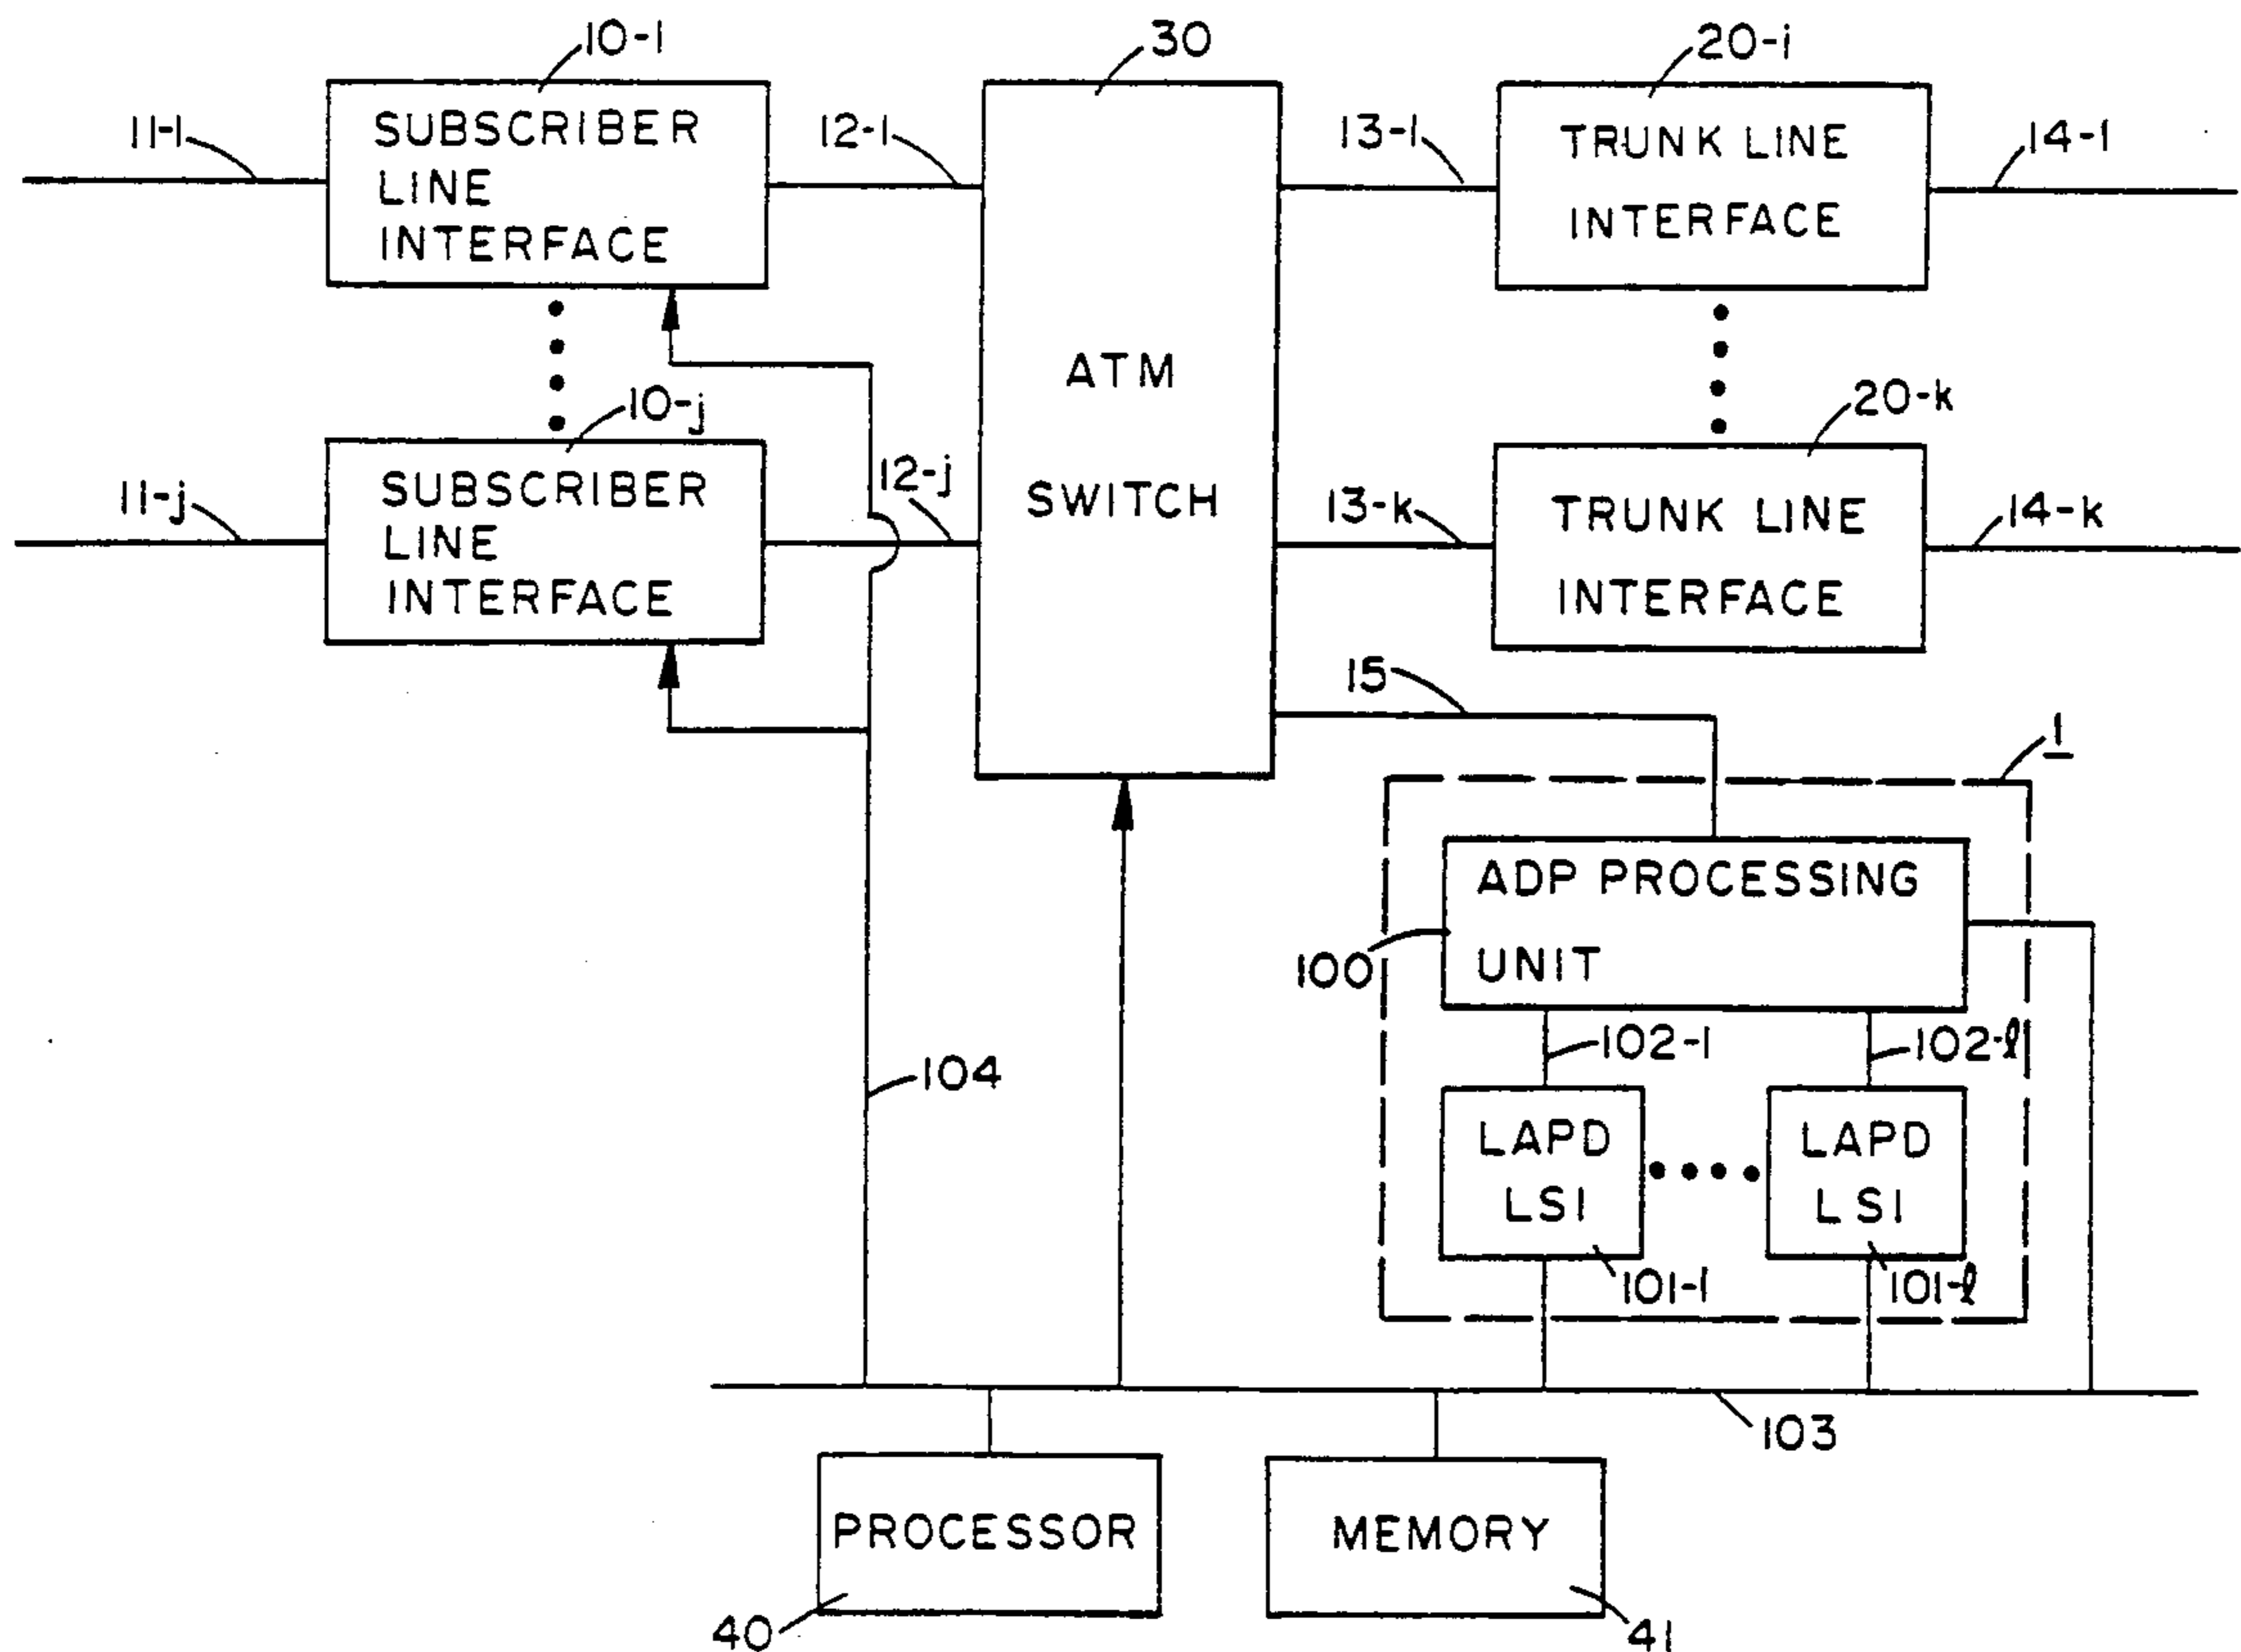 10-1
30
20-i
11-1
SUBSCRIBER
LINE
INTERFACE
12-1
13-1
TRUNK LINE
INTERFACE
14-1
ATM
SWITCH
10-j
20-k
11-j
SUBSCRIBER
LINE
INTERFACE
12-j
13-k
TRUNK LINE
INTERFACE
14-k
15
1
ADP PROCESSING
UNIT
100
102-1
102-ℓ
104
LAPD
LSI
LAPD
LSI
101-1
101-ℓ
103
PROCESSOR
MEMORY
40
41